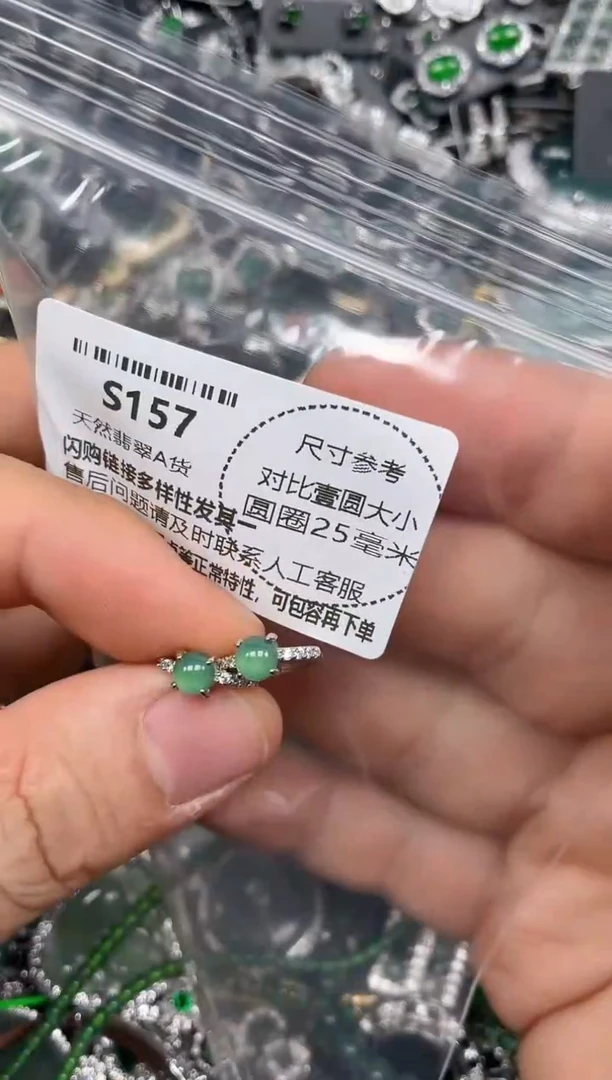 S157
天然翡翠A货
闪购链接多样性发其一
售后问题请及时联系人工客服
差正常特性，可包容再下单
尺寸参考
对比壹圆大小
圆圈25毫米